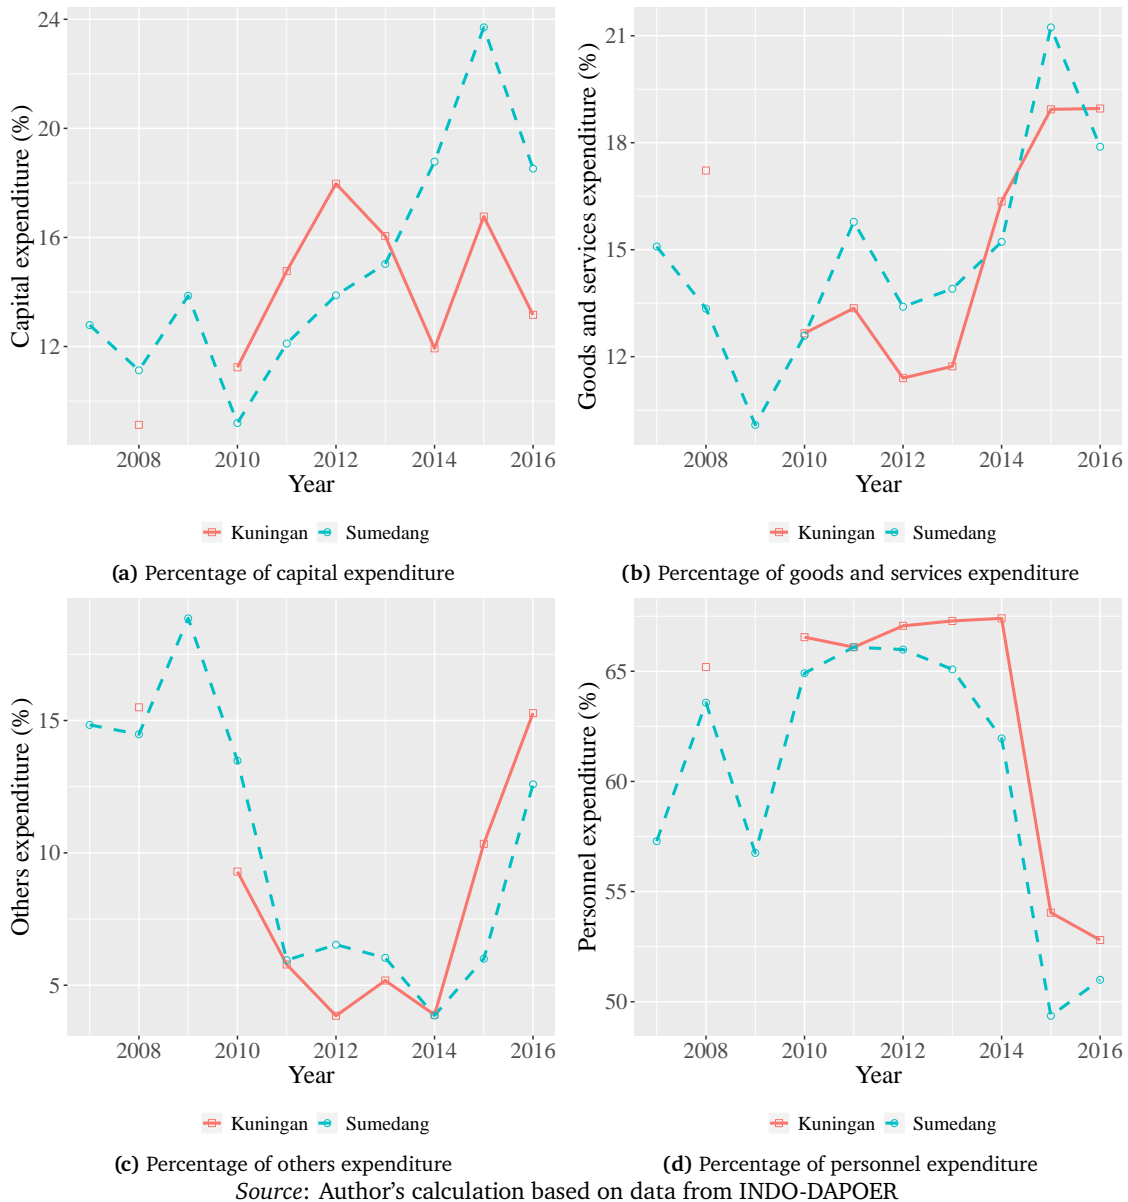 Capital expenditure (%)
24
20
16
12
2008 2010 2012 2014 2016
Year
Kuningan Sumedang
(a) Percentage of capital expenditure
Goods and services expenditure (%)
21
18
15
12
2008 2010 2012 2014 2016
Year
Kuningan Sumedang
(b) Percentage of goods and services expenditure
Others expenditure (%)
15
10
5
2008 2010 2012 2014 2016
Year
Kuningan Sumedang
(c) Percentage of others expenditure
Personnel expenditure (%)
65
60
55
50
2008 2010 2012 2014 2016
Year
Kuningan Sumedang
(d) Percentage of personnel expenditure
Source: Author's calculation based on data from INDO-DAPOER